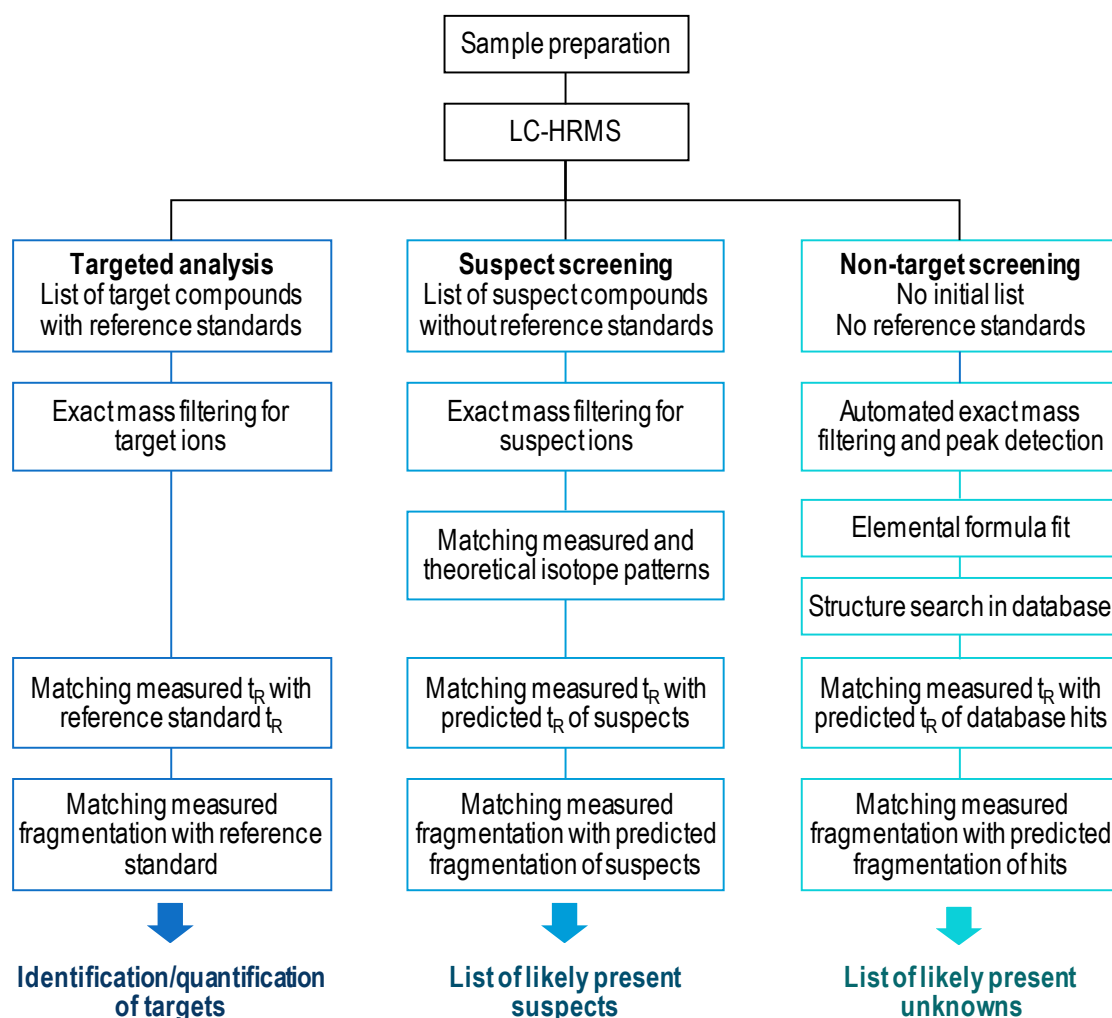 Sample preparation
LC-HRMS
Targeted analysis
List of target compounds
with reference standards
Exact mass filtering for
target ions
Matching measured tR with
reference standard tR
Matching measured
fragmentation with reference
standard
Identification/quantification
of targets
Suspect screening
List of suspect compounds
without reference standards
Exact mass filtering for
suspect ions
Matching measured and
theoretical isotope patterns
Matching measured tR with
predicted tR of suspects
Matching measured
fragmentation with predicted
fragmentation of suspects
List of likely present
suspects
Non-target screening
No initial list
No reference standards
Automated exact mass
filtering and peak detection
Elemental formula fit
Structure search in database
Matching measured tR with
predicted tR of database hits
Matching measured
fragmentation with predicted
fragmentation of hits
List of likely present
unknowns